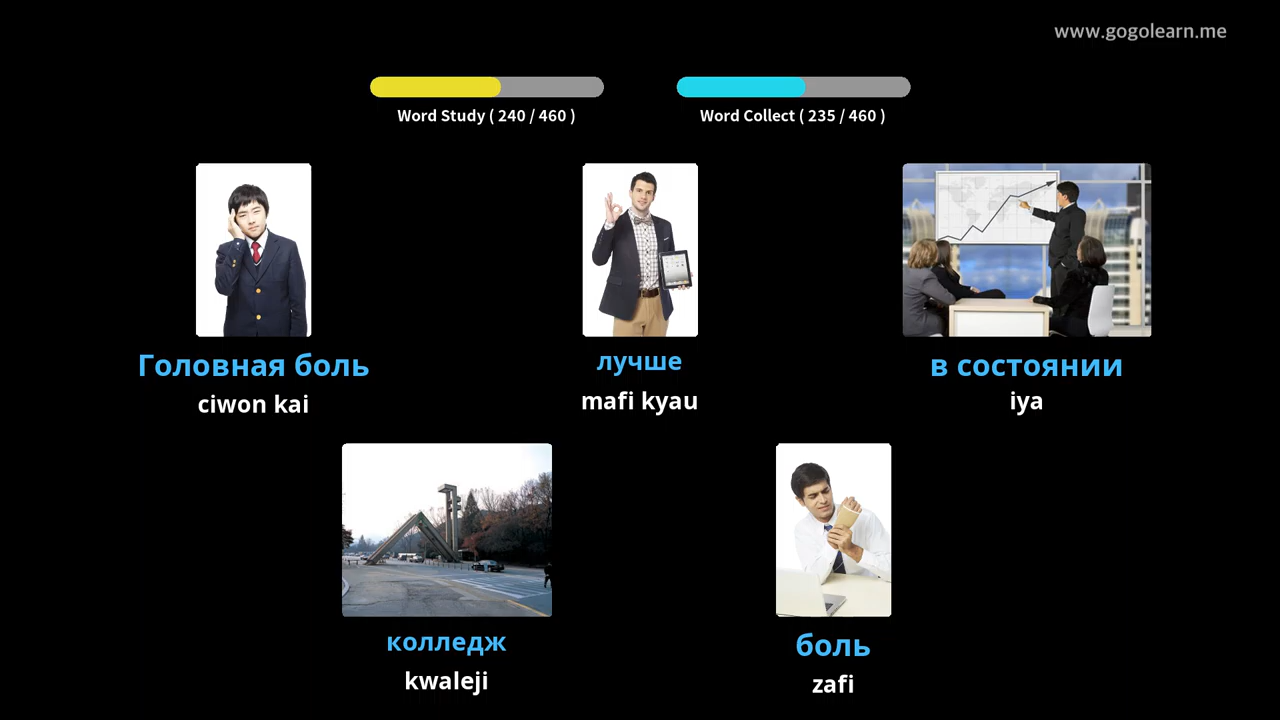 www.gogolearn.me
Word Study ( 240 / 460 )
Word Collect ( 235 / 460 )
Головная боль
ciwon kai
лучше
mafi kyau
в состоянии
iya
колледж
kwaleji
боль
zafi